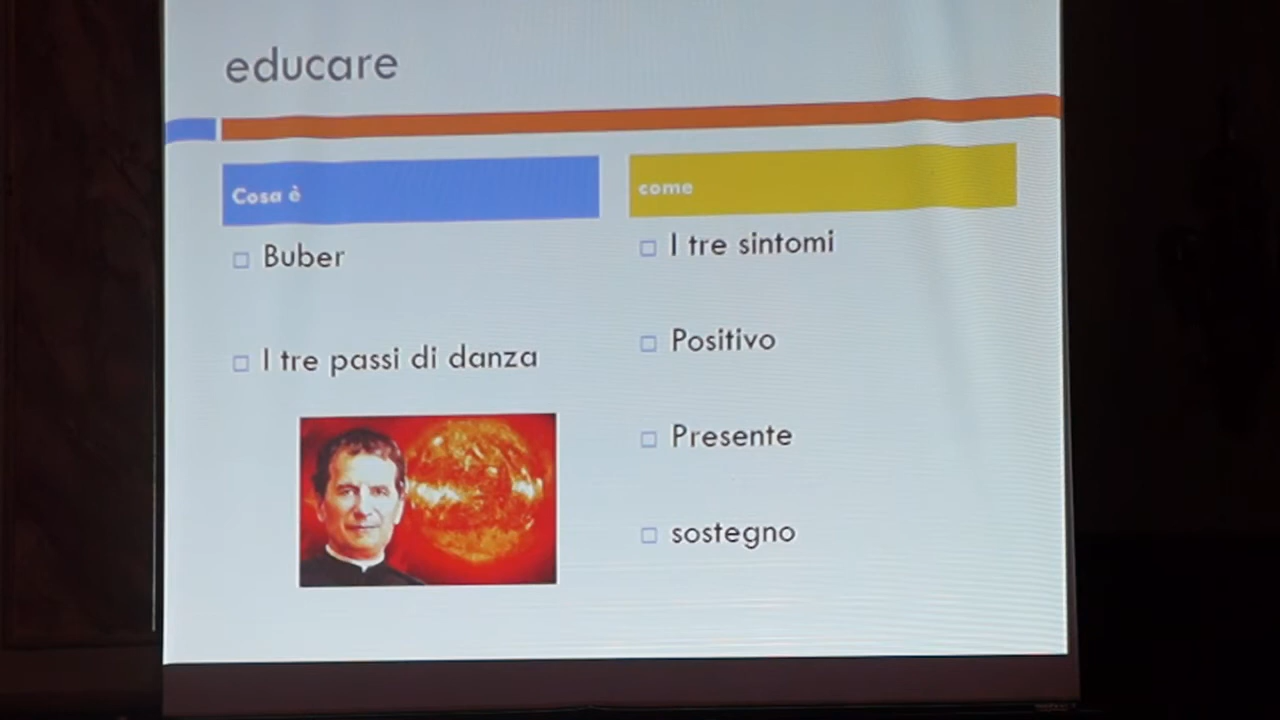 educare
Cosa è
Buber
I tre passi di danza
come
I tre sintomi
Positivo
Presente
sostegno